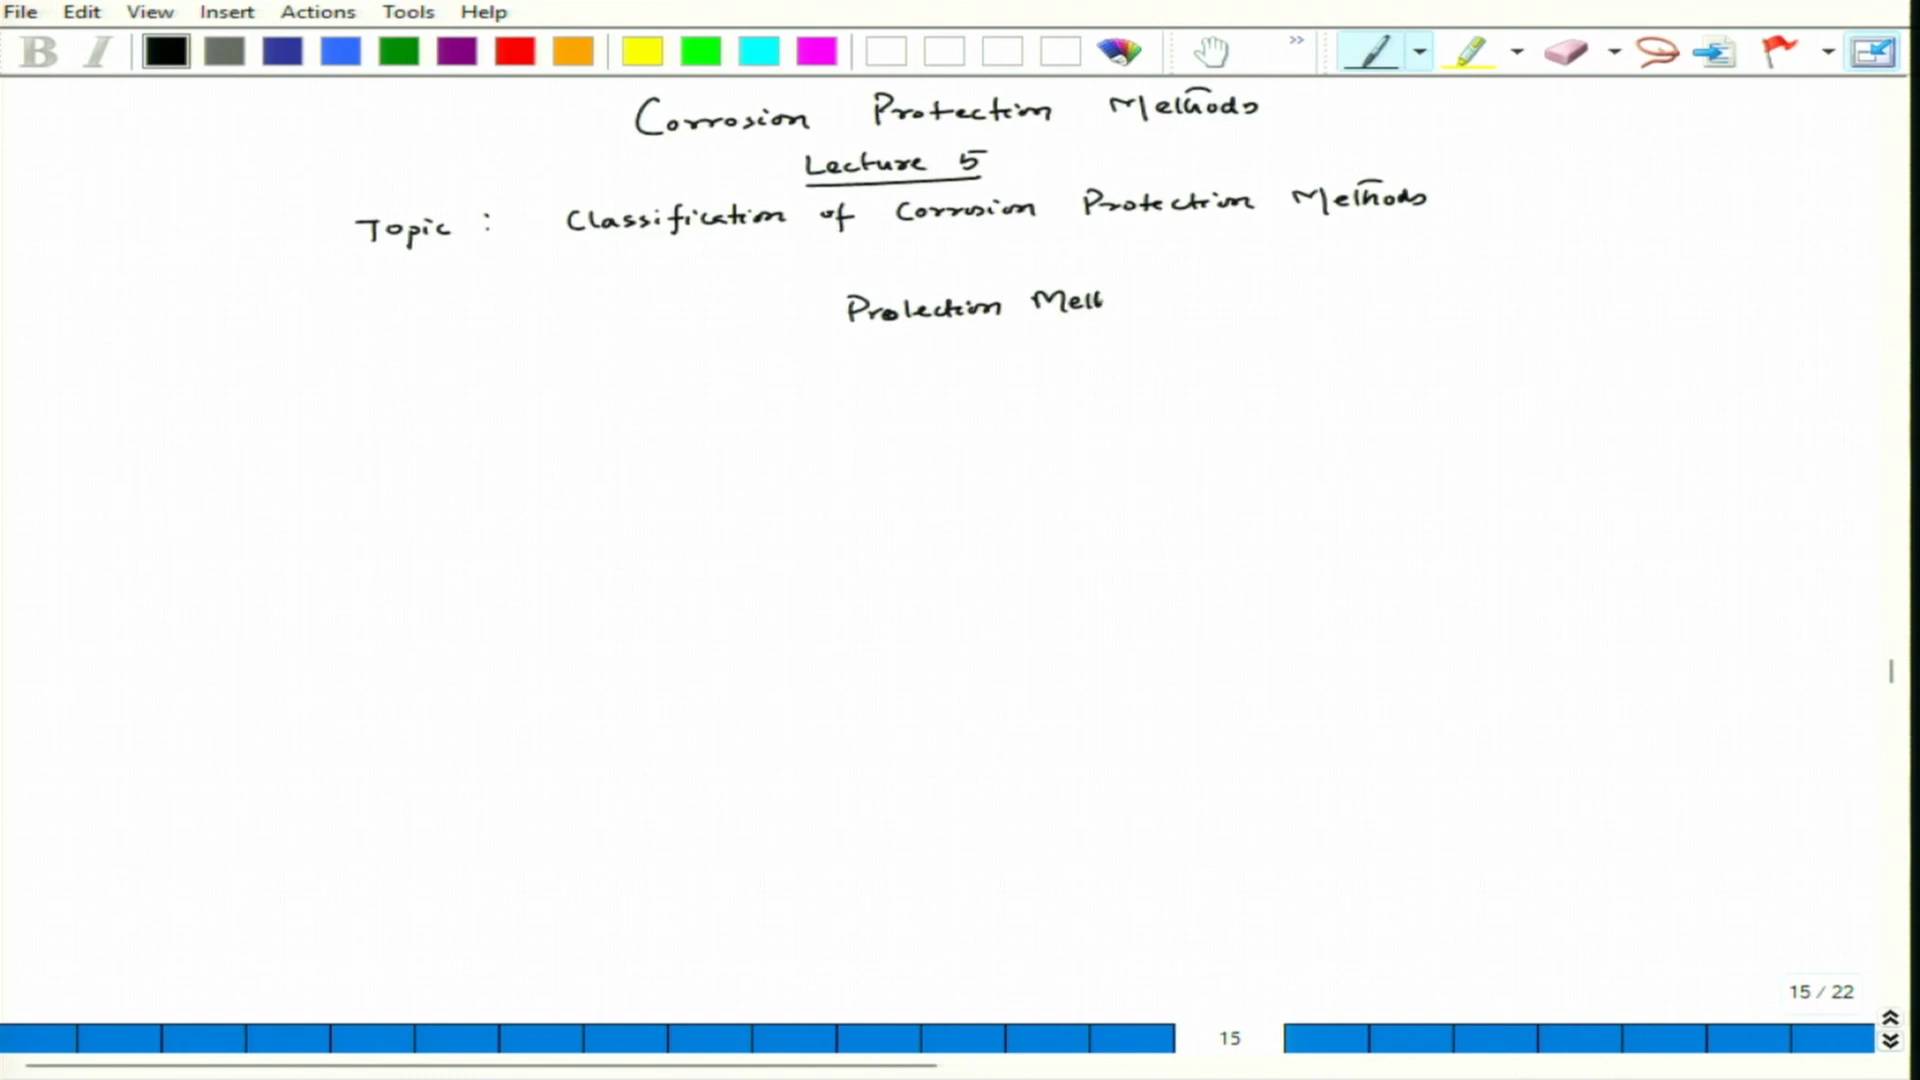 File Edit View Insert Actions Tools Help
B I
Corrosion Protection Methods
Lecture 5
Topic : Classification of Corrosion Protection Methods
Protection Meth
15 / 22
15